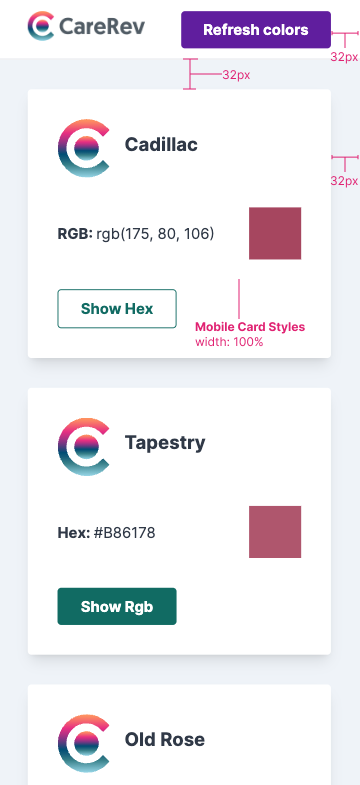 CareRev
Refresh colors
32px
32px
Cadillac
32px
RGB: rgb(175, 80, 106)
Show Hex
Mobile Card Styles
width: 100%
Tapestry
Hex: #B86178
Show Rgb
Old Rose